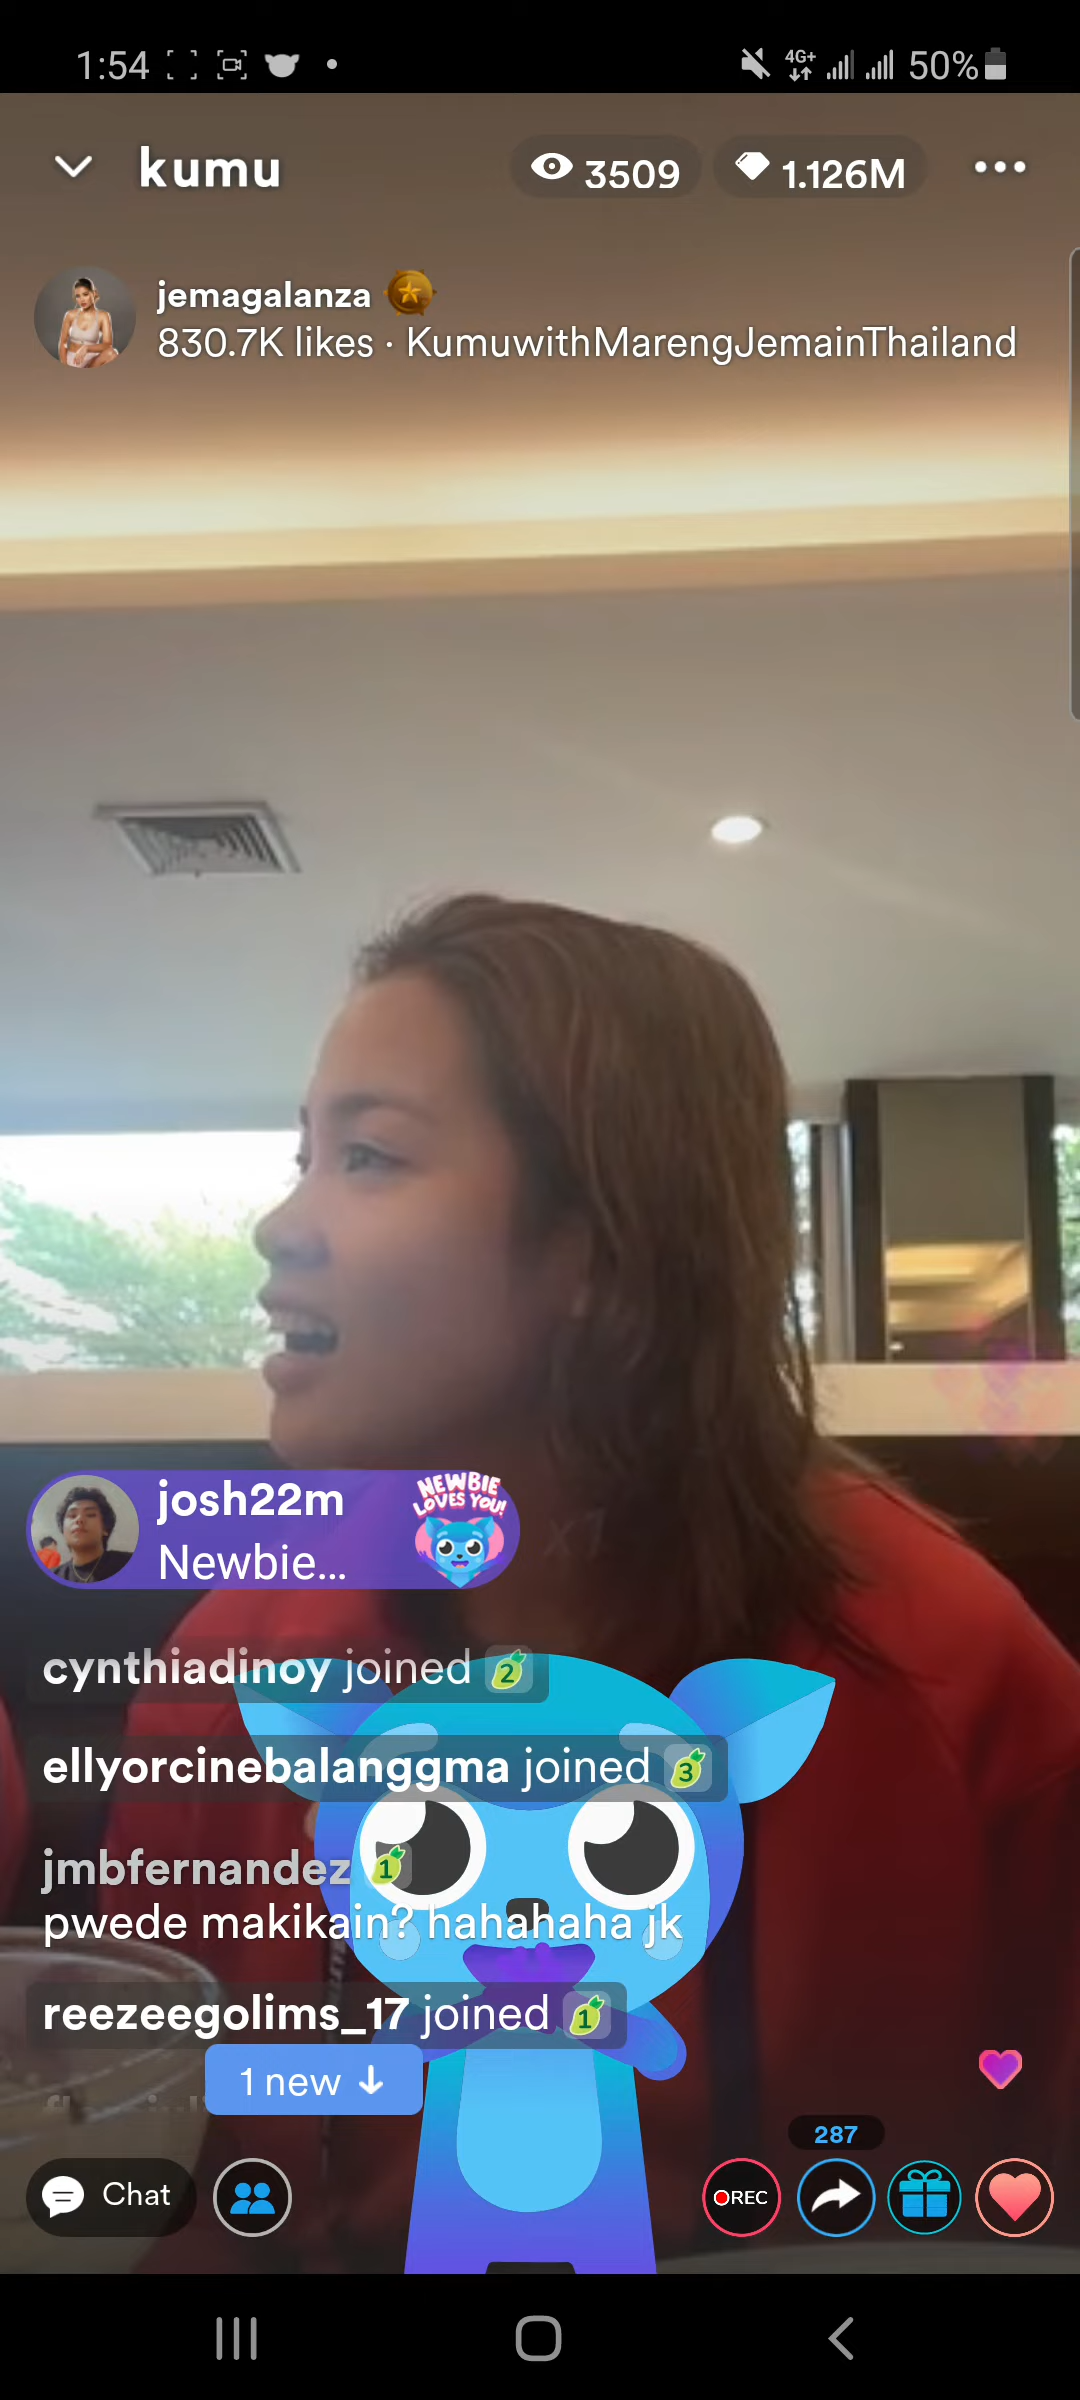 1:54
4G+
50%
kumu
3509
1.126M
jemagalanza
830.7K likes · KumuwithMarengJemainThailand
josh22m
Newbie...
NEWBIE
LOVES YOU!
x1
cynthiadinoy joined 2
ellyorcinebalanggma joined 3
jmbfernandez 1
pwede makikain? hahahaha jk
reezeegolims_17 joined 1
1 new
287
Chat
REC